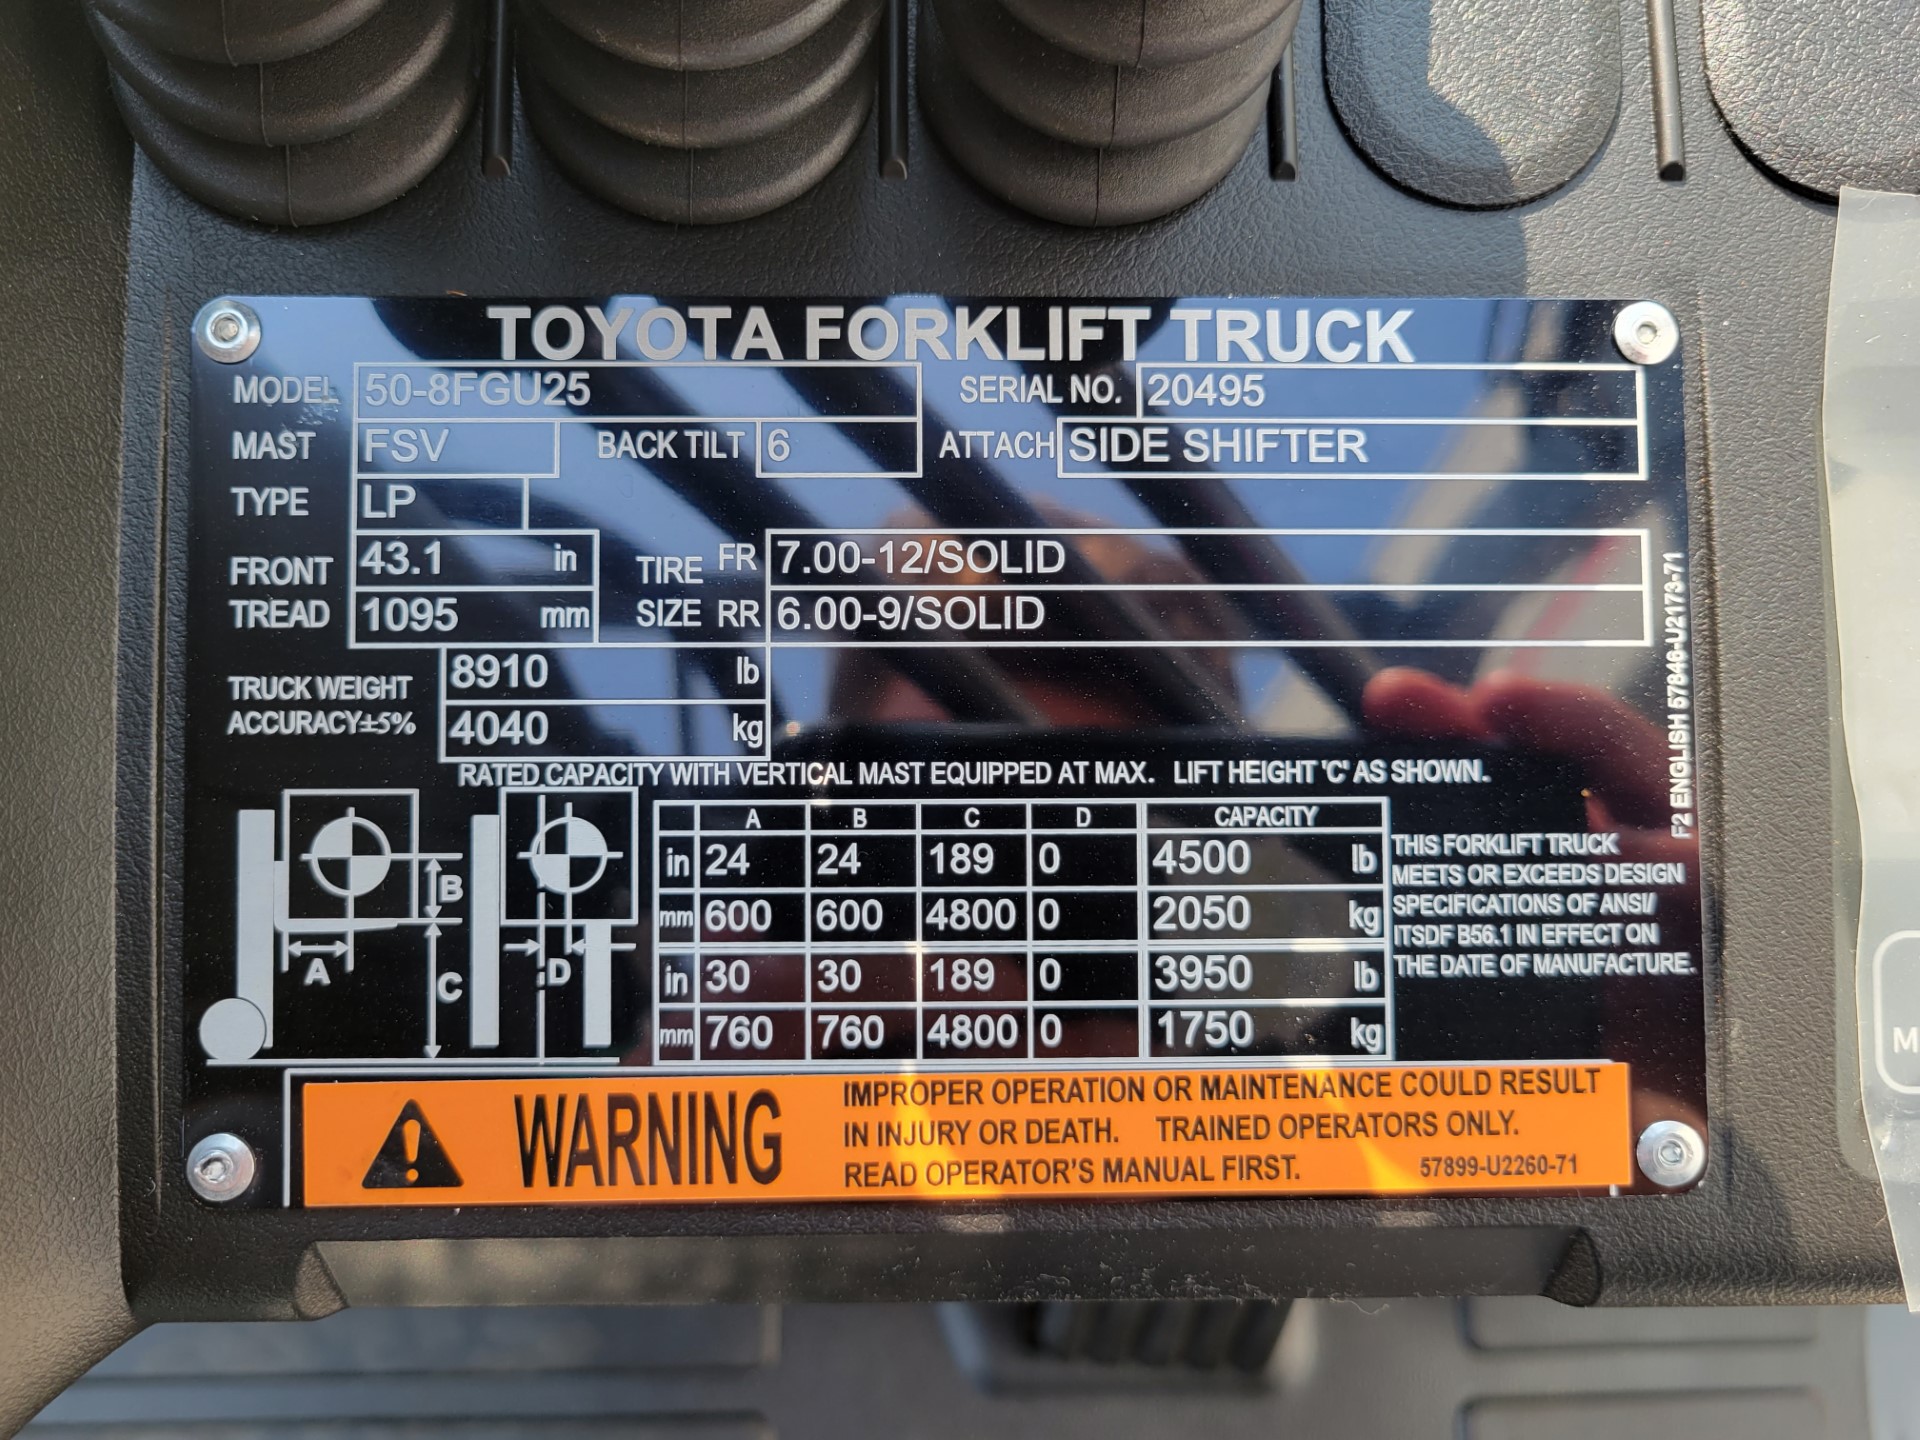 TOYOTA FORKLIFT TRUCK
MODEL 50-8FGU25 SERIAL NO. 20495
MAST FSV BACK TILT 6 ATTACH SIDE SHIFTER
TYPE LP
FRONT TREAD 43.1 in 1095 mm
TIRE SIZE FR 7.00-12/SOLID
RR 6.00-9/SOLID
TRUCK WEIGHT 8910 lb
ACCURACY±5% 4040 kg
RATED CAPACITY WITH VERTICAL MAST EQUIPPED AT MAX. LIFT HEIGHT 'C' AS SHOWN.
A B C D CAPACITY
in 24 24 189 0 4500 lb
mm 600 600 4800 0 2050 kg
in 30 30 189 0 3950 lb
mm 760 760 4800 0 1750 kg
B
A
C
D
THIS FORKLIFT TRUCK
MEETS OR EXCEEDS DESIGN
SPECIFICATIONS OF ANSI/
ITSDF B56.1 IN EFFECT ON
THE DATE OF MANUFACTURE.
F2 ENGLISH 57846-U2173-71
WARNING
IMPROPER OPERATION OR MAINTENANCE COULD RESULT
IN INJURY OR DEATH. TRAINED OPERATORS ONLY.
READ OPERATOR'S MANUAL FIRST. 57899-U2260-71